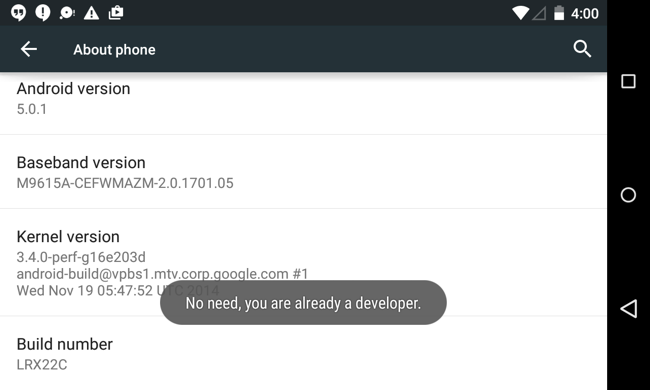 4:00
About phone
Android version
5.0.1
Baseband version
M9615A-CEFWMAZM-2.0.1701.05
Kernel version
3.4.0-perf-g16e203d
android-build@vpbs1.mtv.corp.google.com #1
Wed Nov 19 05:47:52 UTC 2014
No need, you are already a developer.
Build number
LRX22C